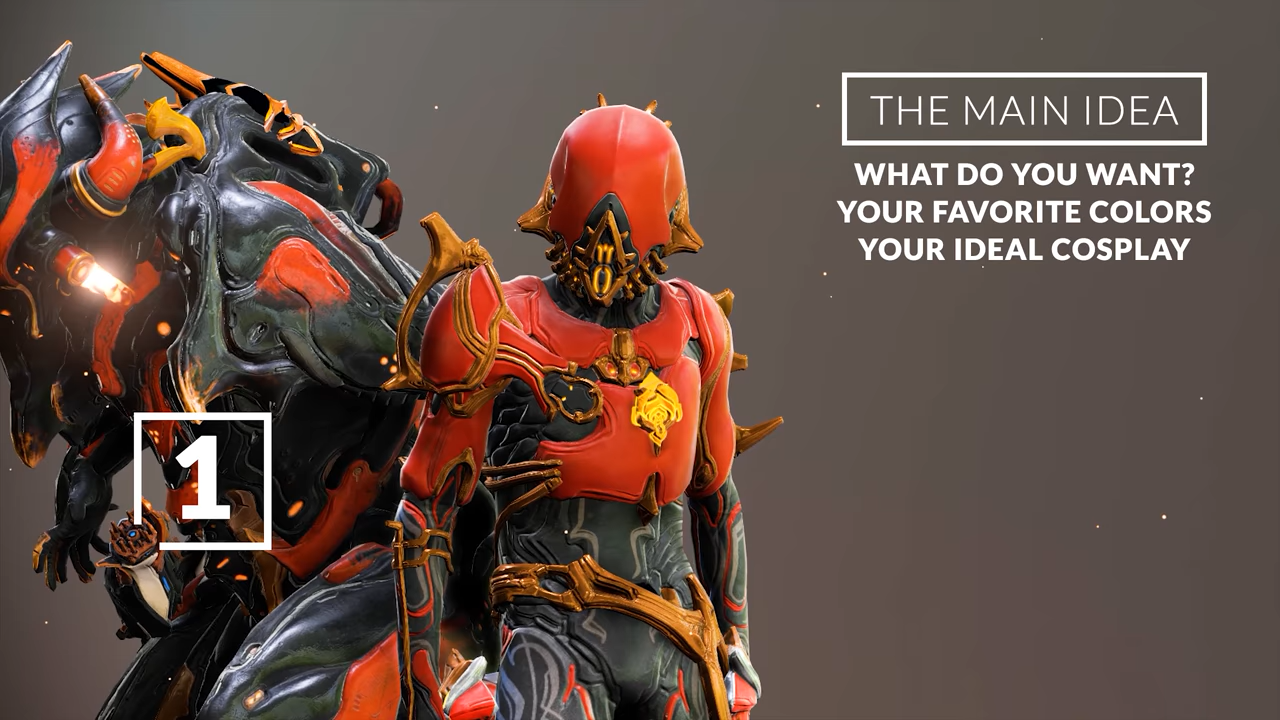 THE MAIN IDEA
WHAT DO YOU WANT?
YOUR FAVORITE COLORS
YOUR IDEAL COSPLAY
1